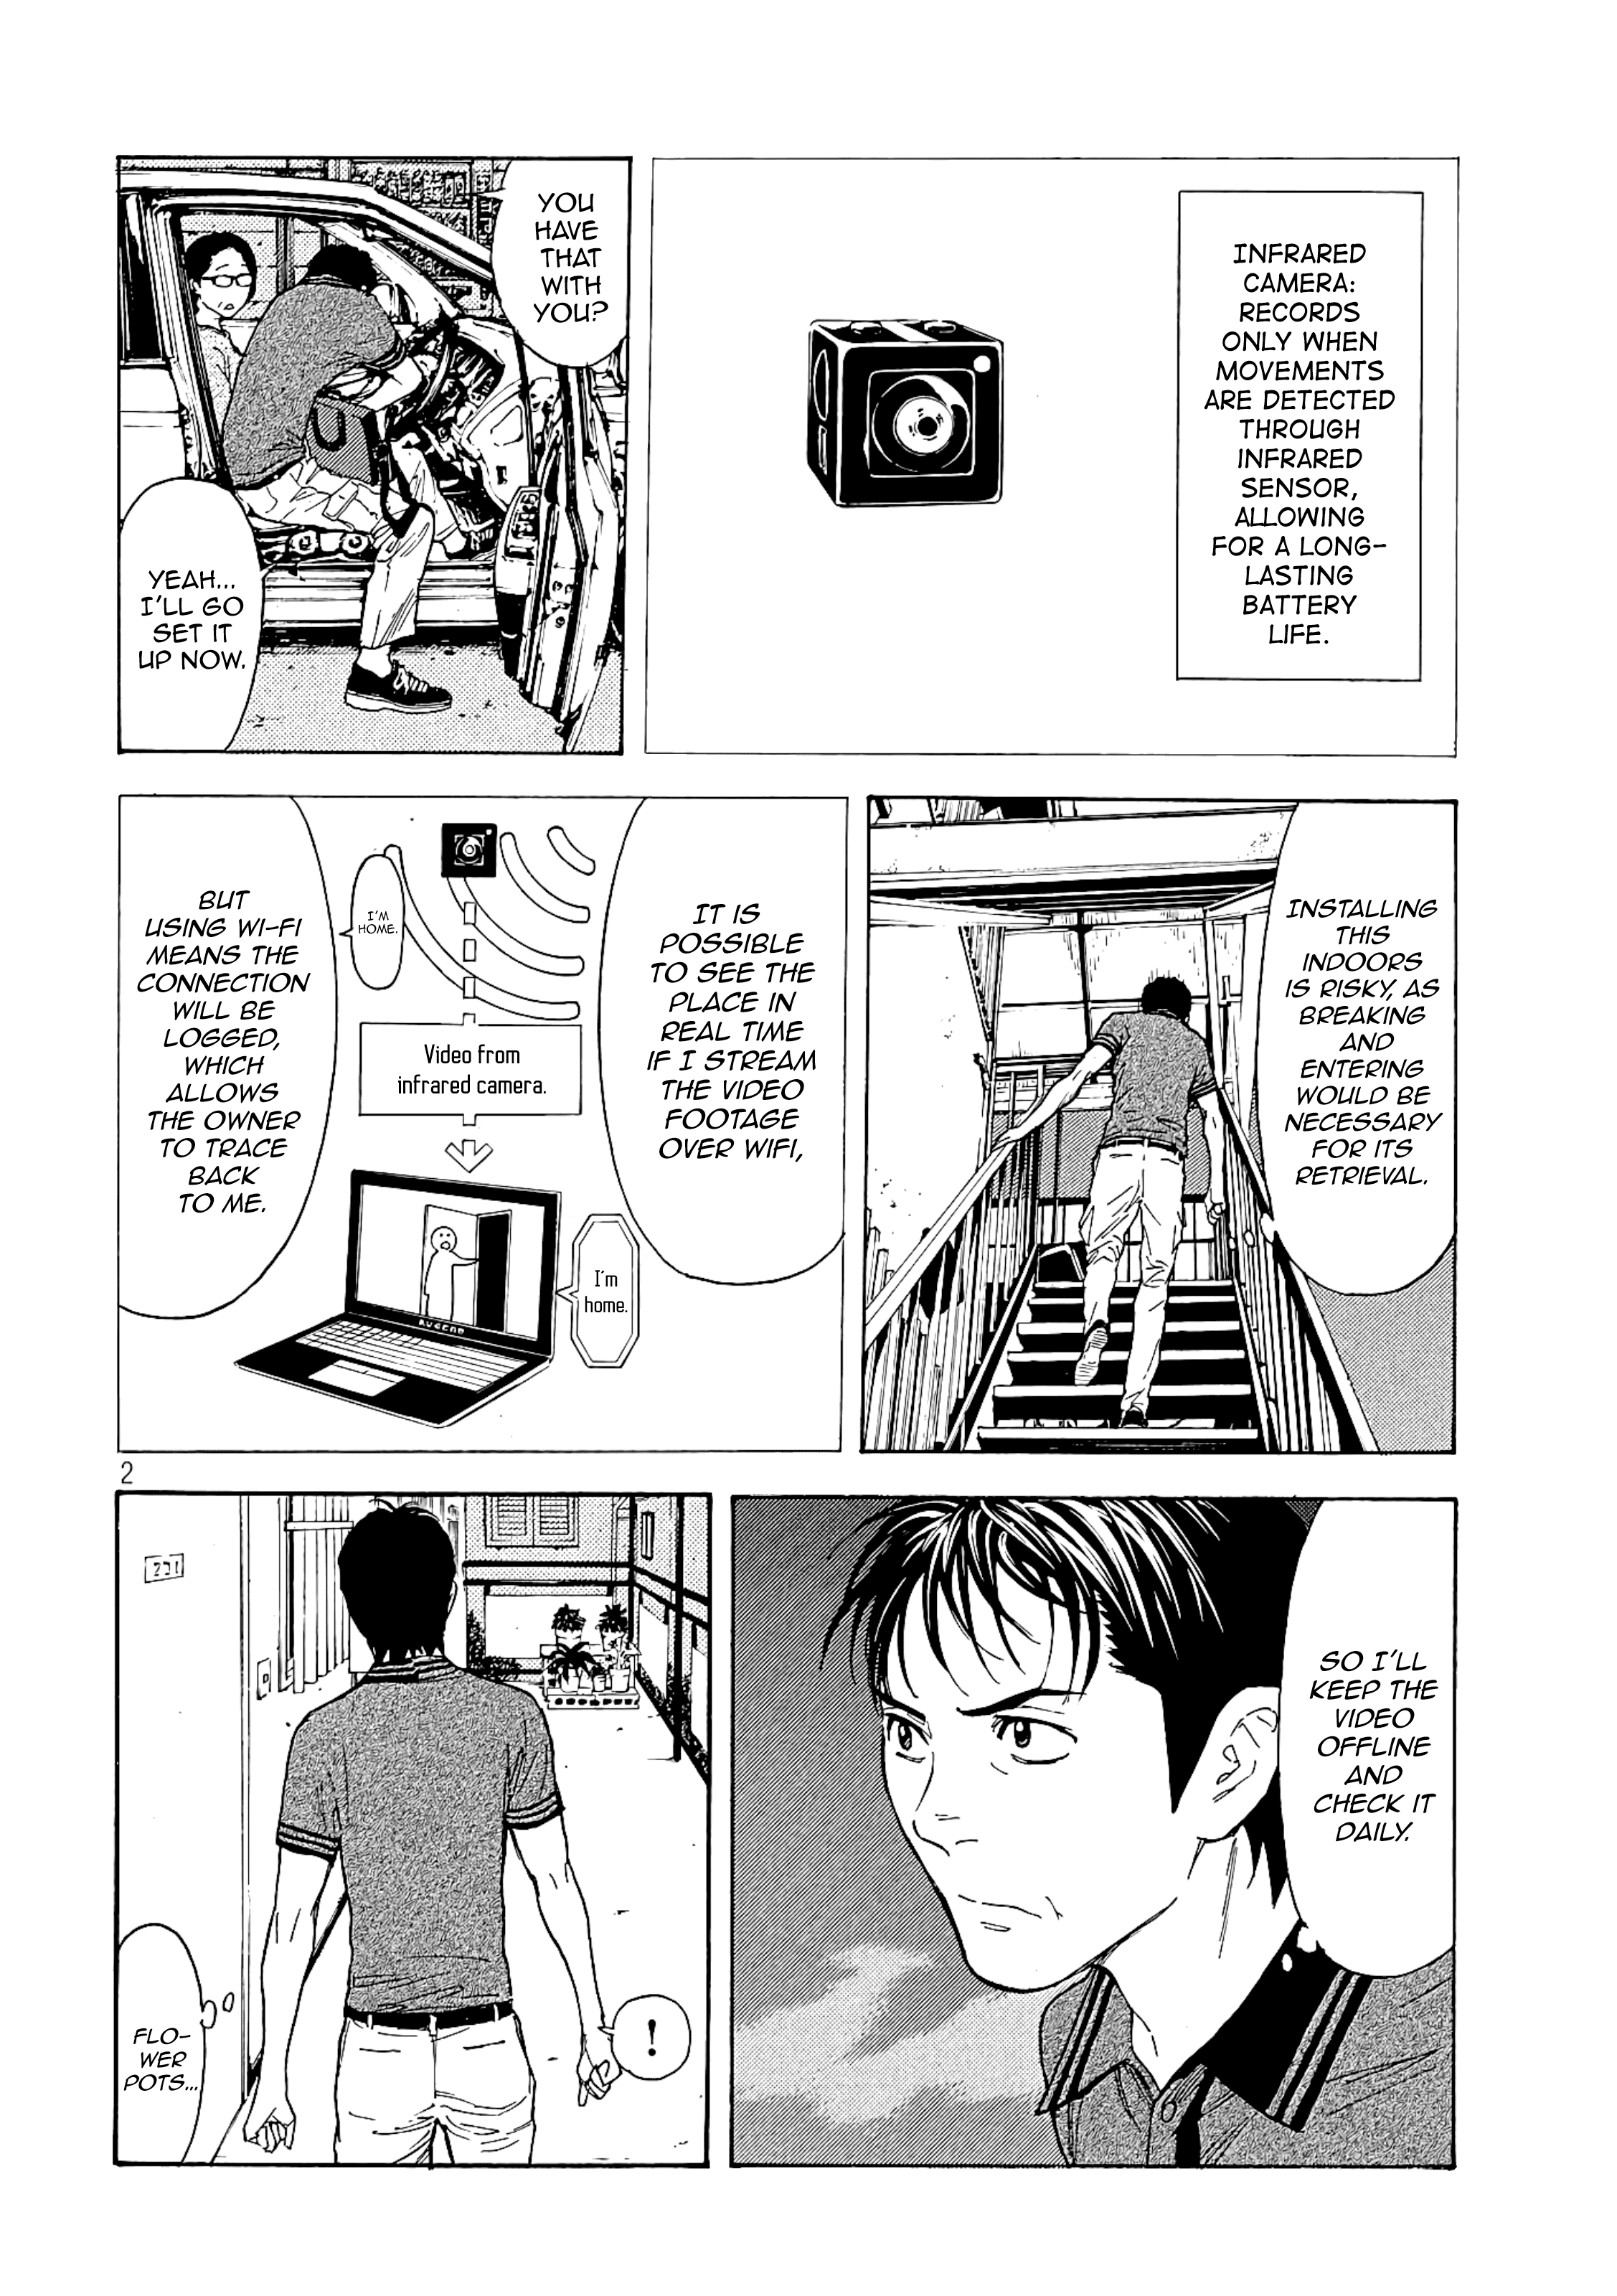 INFRARED
CAMERA:
RECORDS
ONLY WHEN
MOVEMENTS
ARE DETECTED
THROUGH
INFRARED
SENSOR,
ALLOWING
FOR A LONG-
LASTING
BATTERY
LIFE.
YOU
HAVE
THAT
WITH
YOU?
YEAH...
I'LL GO
SET IT
UP NOW.
INSTALLING
THIS
INDOORS
IS RISKY, AS
BREAKING
AND
ENTERING
WOULD BE
NECESSARY
FOR ITS
RETRIEVAL.
IT IS
POSSIBLE
TO SEE THE
PLACE IN
REAL TIME
IF I STREAM
THE VIDEO
FOOTAGE
OVER WIFI,
I'M
HOME.
Video from
infrared camera.
I'm
home.
BUT
USING WI-FI
MEANS THE
CONNECTION
WILL BE
LOGGED,
WHICH
ALLOWS
THE OWNER
TO TRACE
BACK
TO ME.
2
SO I'LL
KEEP THE
VIDEO
OFFLINE
AND
CHECK IT
DAILY.
6
!
FLO-
WER
POTS...